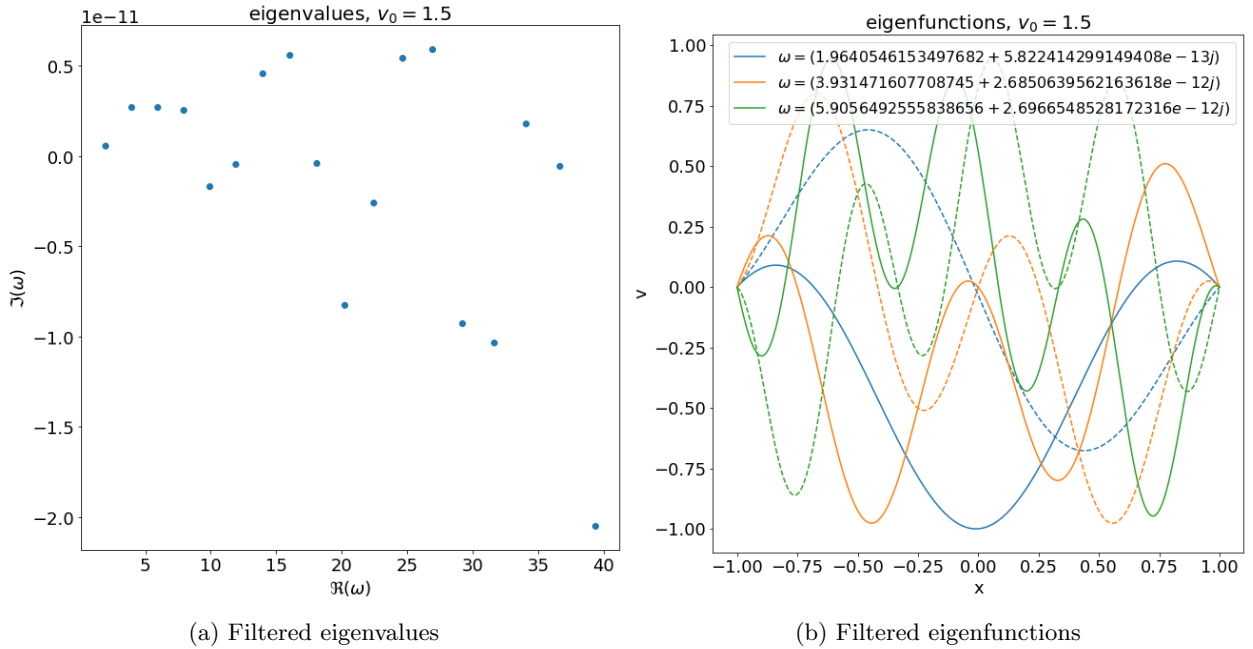 eigenvalues, v₀ = 1.5
1e−11
0.5
0.0
−0.5
−1.0
−1.5
−2.0
ℑ(ω)
5 10 15 20 25 30 35 40
ℜ(ω)
(a) Filtered eigenvalues
eigenfunctions, v₀ = 1.5
ω = (1.9640546153497682 + 5.822414299149408e − 13j)
ω = (3.9314717607708745 + 2.6850639562163618e − 12j)
ω = (5.9056492555838656 + 2.6966548528172316e − 12j)
1.00
0.75
0.50
0.25
0.00
−0.25
−0.50
−0.75
−1.00
v
−1.00 −0.75 −0.50 −0.25 0.00 0.25 0.50 0.75 1.00
x
(b) Filtered eigenfunctions